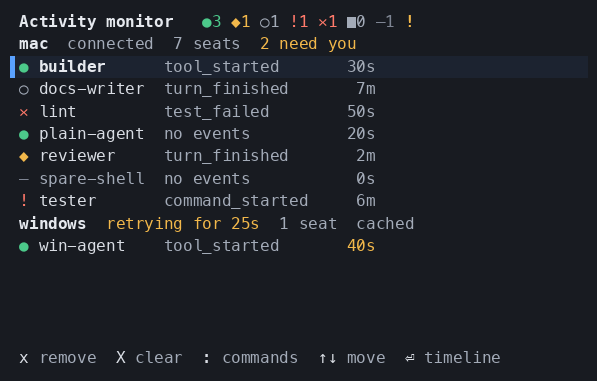 Activity monitor ●3 ◆1 ○1 !1 ×1 ■0 –1 !
mac connected 7 seats 2 need you
● builder tool_started 30s
○ docs–writer turn_finished 7m
× lint test_failed 50s
● plain–agent no events 20s
◆ reviewer turn_finished 2m
– spare–shell no events 0s
! tester command_started 6m
windows retrying for 25s 1 seat cached
● win–agent tool_started 40s
x remove X clear : commands ↑↓ move ⏎ timeline